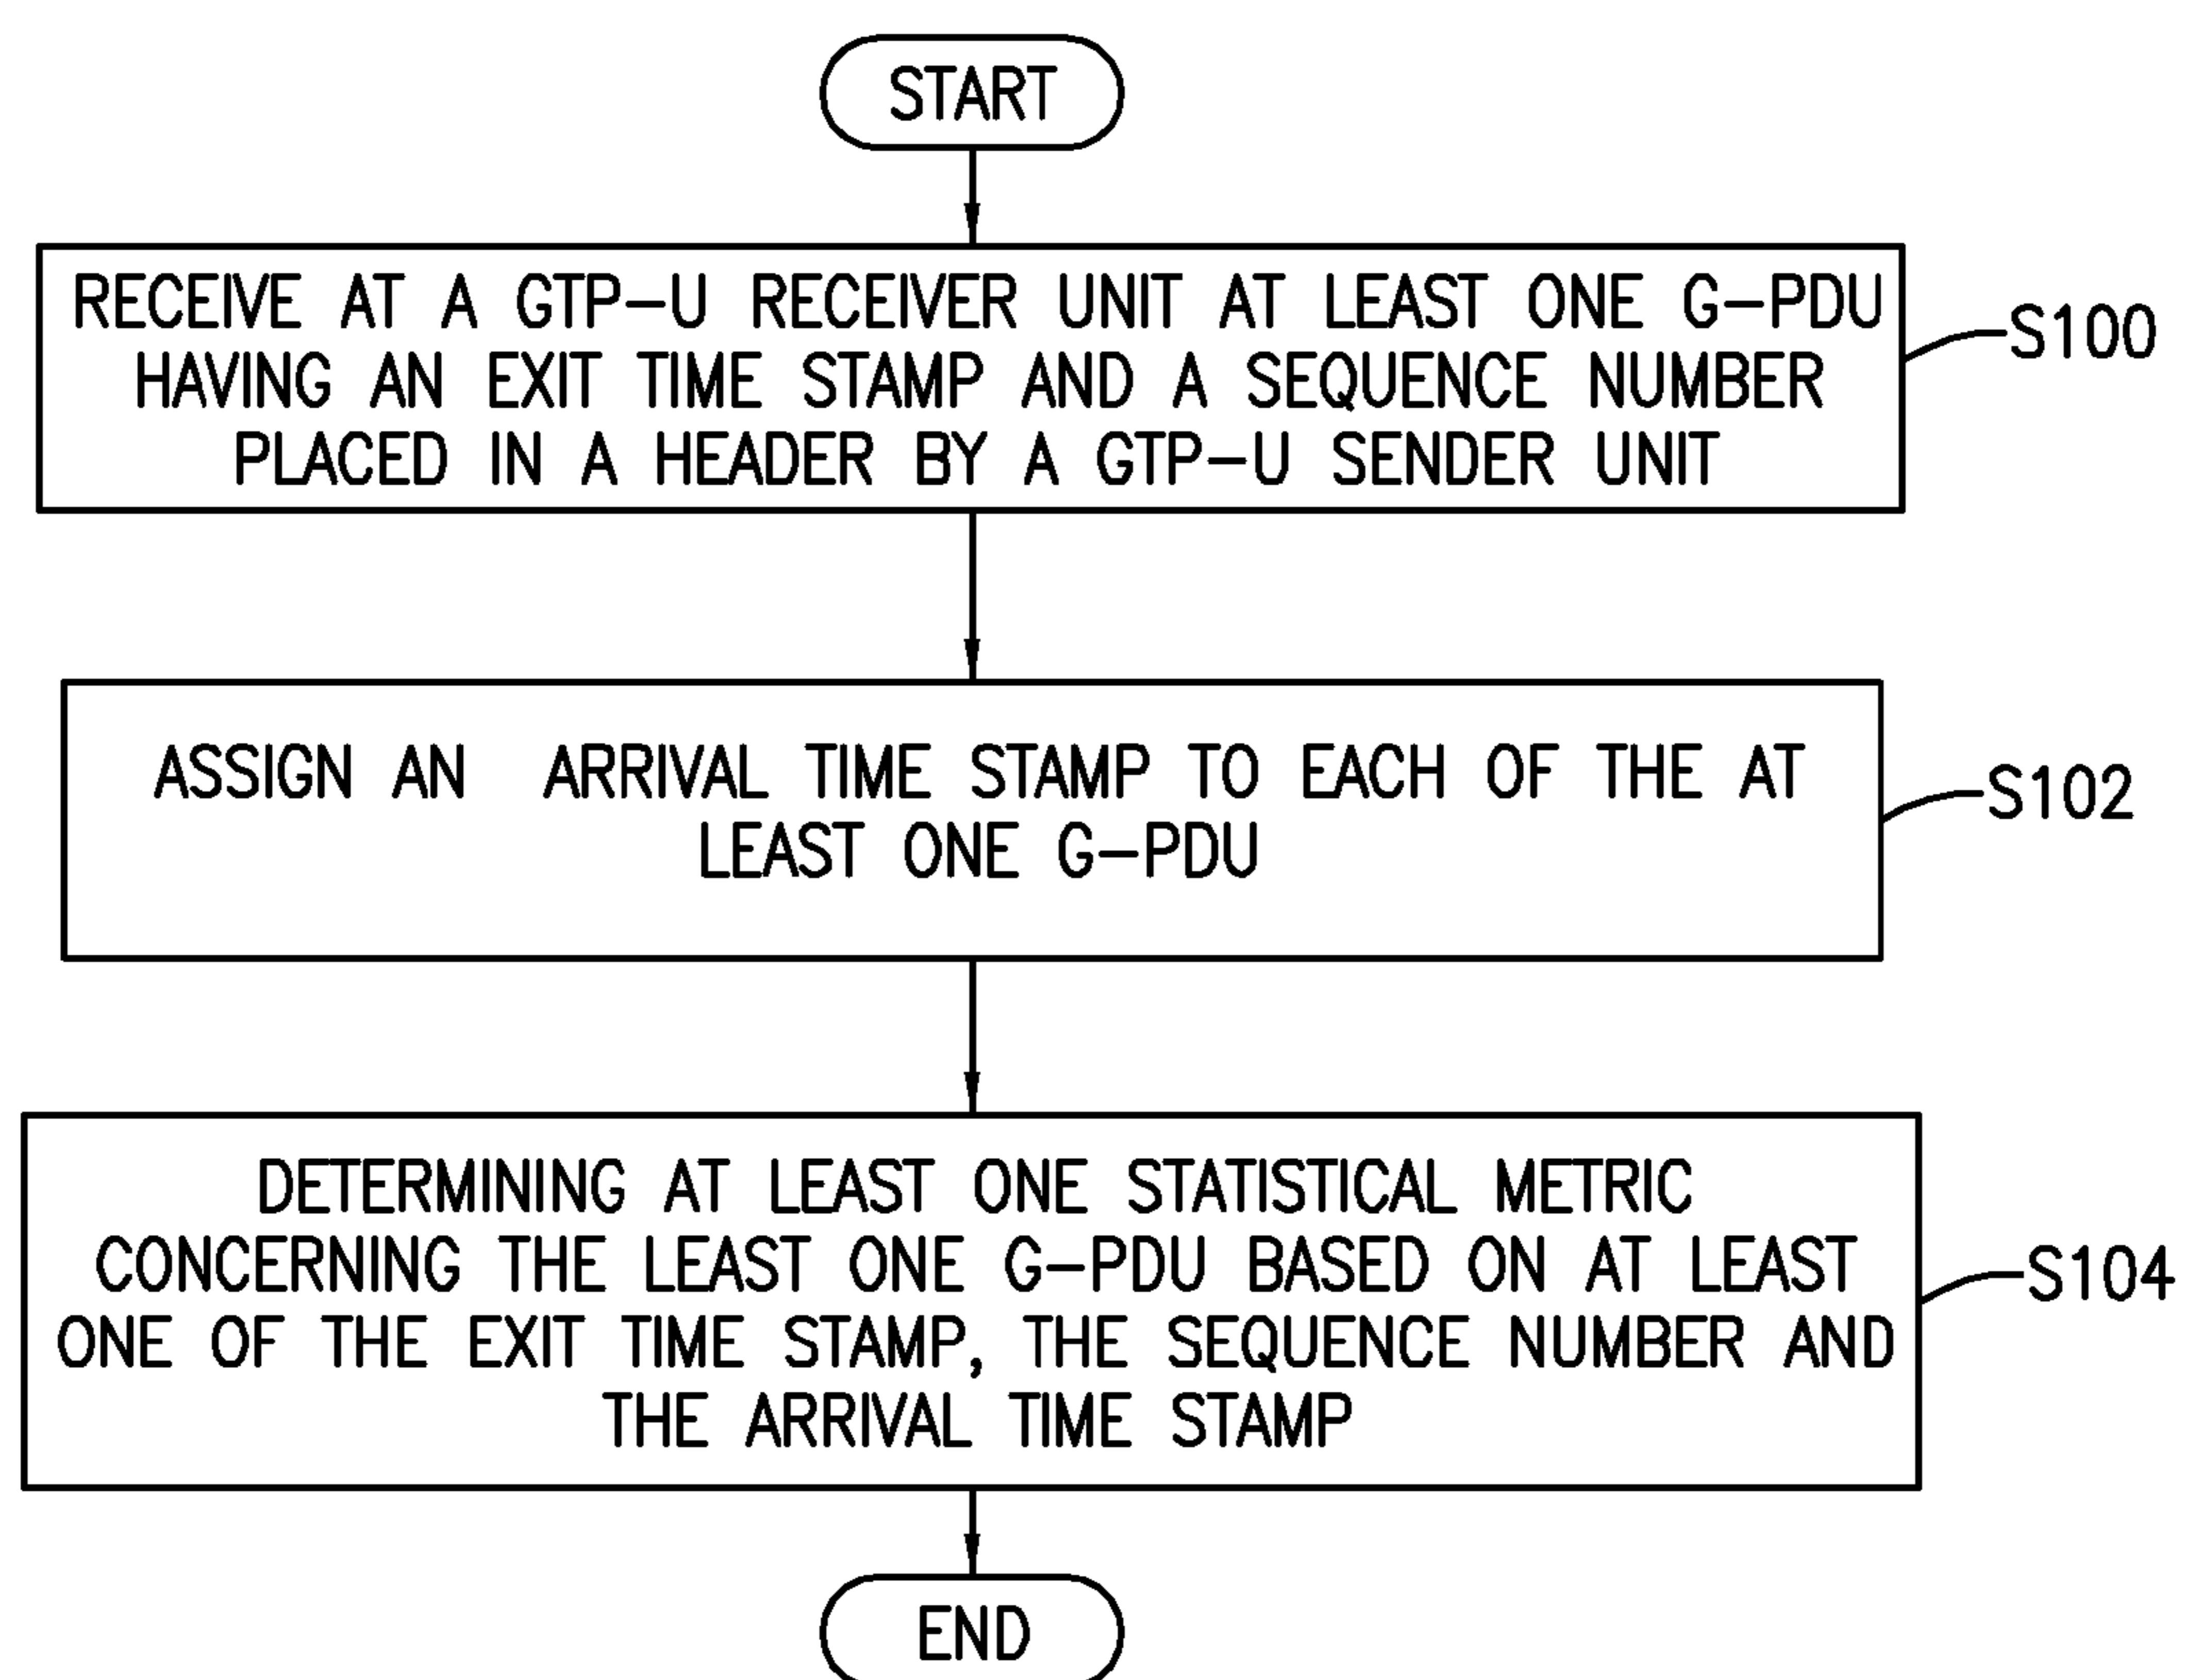 START
RECEIVE AT A GTP-U RECEIVER UNIT AT LEAST ONE G-PDU
HAVING AN EXIT TIME STAMP AND A SEQUENCE NUMBER
PLACED IN A HEADER BY A GTP-U SENDER UNIT
S100
ASSIGN AN ARRIVAL TIME STAMP TO EACH OF THE AT
LEAST ONE G-PDU
S102
DETERMINING AT LEAST ONE STATISTICAL METRIC
CONCERNING THE LEAST ONE G-PDU BASED ON AT LEAST
ONE OF THE EXIT TIME STAMP, THE SEQUENCE NUMBER AND
THE ARRIVAL TIME STAMP
S104
END